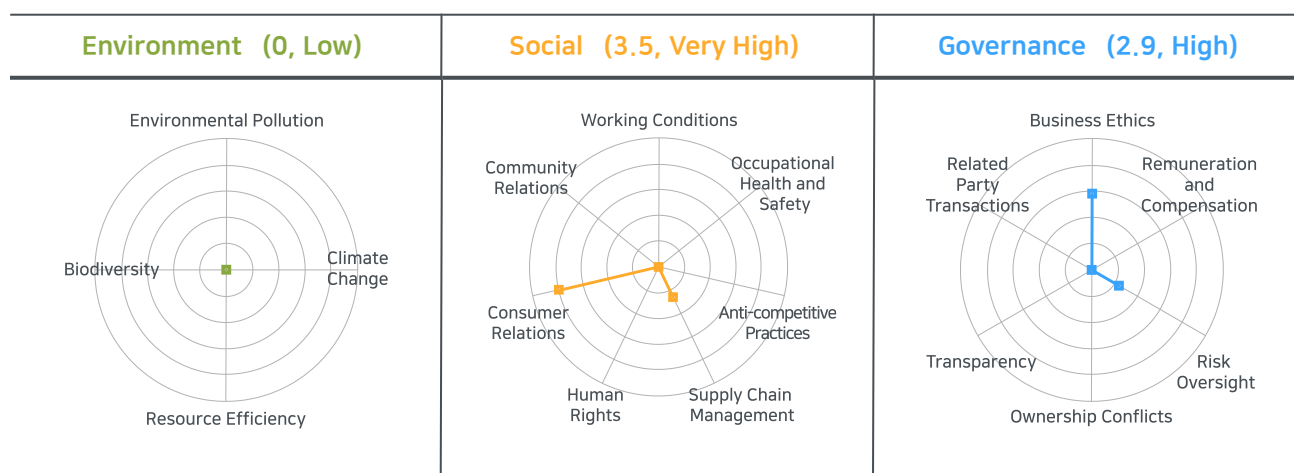 Environment (0, Low)
Social (3.5, Very High)
Governance (2.9, High)
Environmental Pollution
Climate
Change
Biodiversity
Resource Efficiency
Working Conditions
Community
Relations
Occupational
Health and
Safety
Consumer
Relations
Anti-competitive
Practices
Human
Rights
Supply Chain
Management
Business Ethics
Related
Party
Transactions
Remuneration
and
Compensation
Transparency
Risk
Oversight
Ownership Conflicts